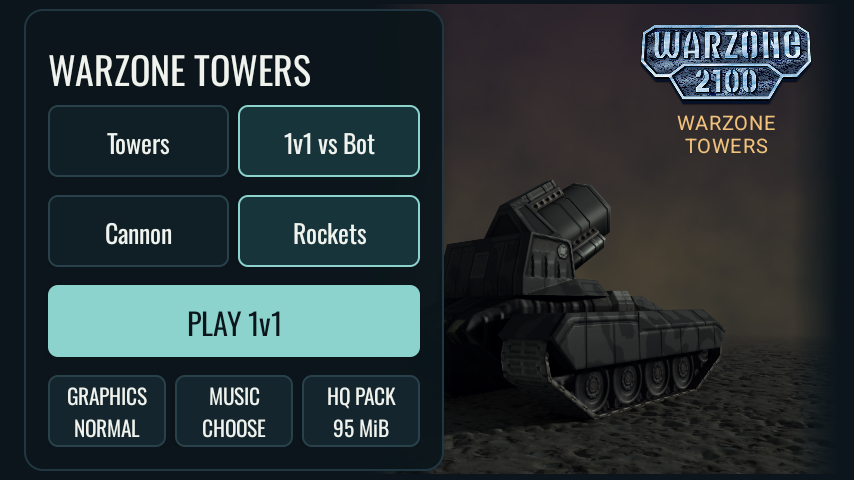 WARZONE TOWERS
Towers
1v1 vs Bot
Cannon
Rockets
PLAY 1v1
GRAPHICS
NORMAL
MUSIC
CHOOSE
HQ PACK
95 MiB
WARZONE
2100
WARZONE
TOWERS